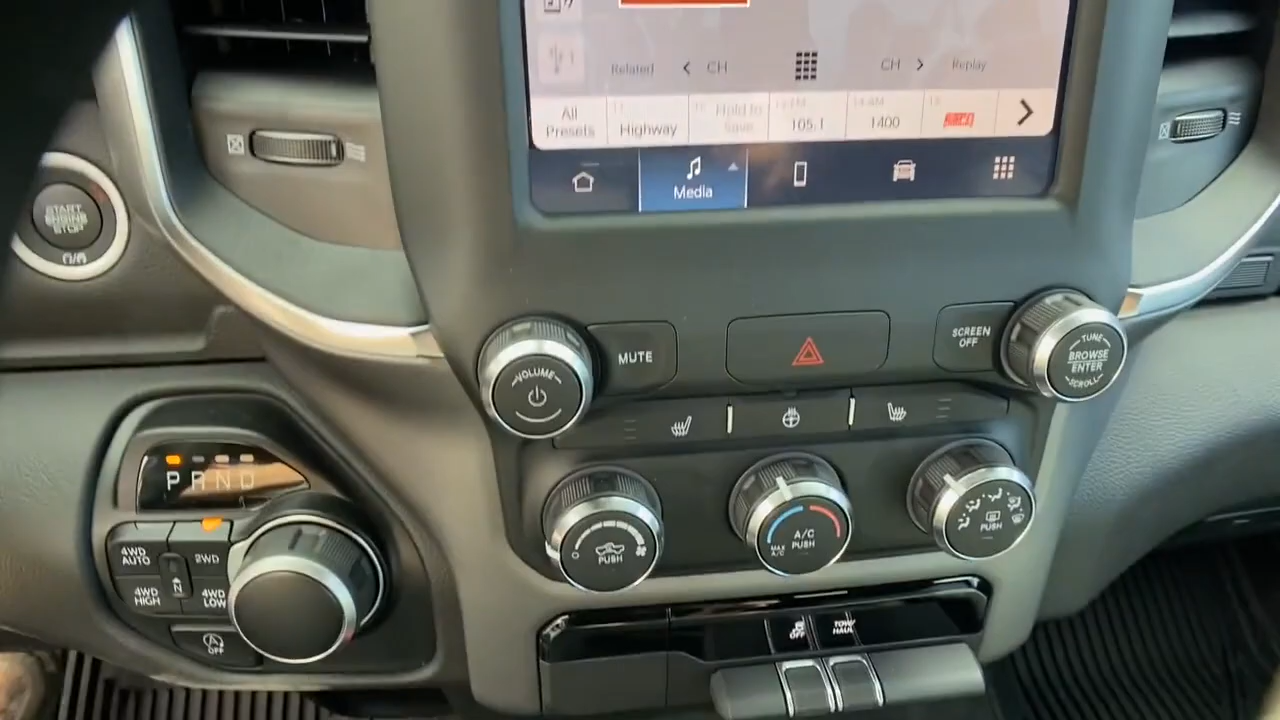 Related
CH
CH
Replay
All
Presets
Highway
Hold to
Save
105.1
1400
Media
START
ENGINE
STOP
VOLUME
MUTE
SCREEN
OFF
TUNE
BROWSE
ENTER
SCROLL
P R N D
4WD
AUTO
2WD
N
4WD
HIGH
4WD
LOW
OFF
O
PUSH
MAX
A/C
A/C
PUSH
PUSH
OFF
TOW/
HAUL